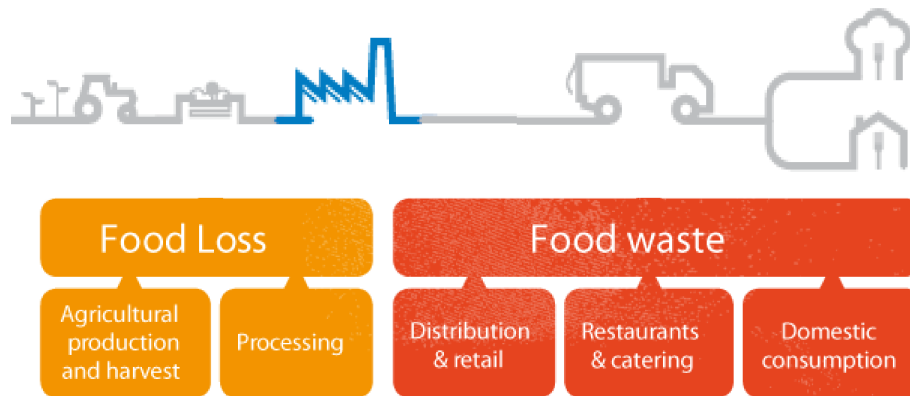 Food Loss
Food waste
Agricultural
production
and harvest
Processing
Distribution
& retail
Restaurants
& catering
Domestic
consumption